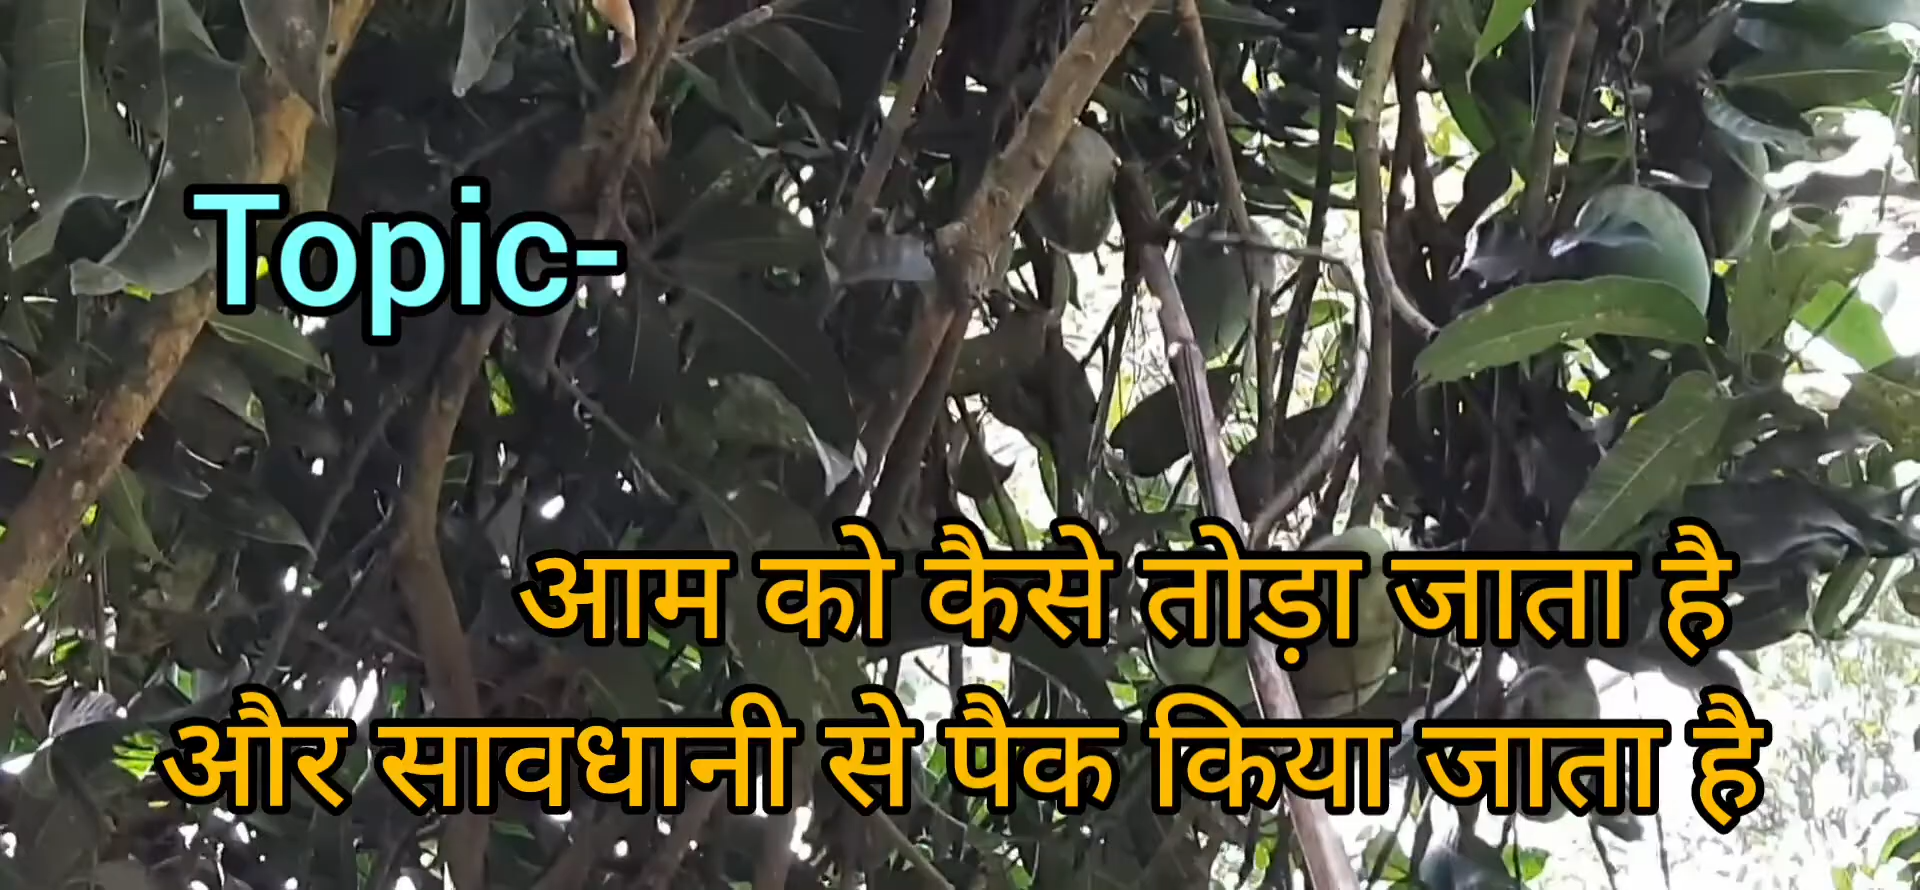 Topic-
आम को कैसे तोड़ा जाता है
और सावधानी से पैक किया जाता है